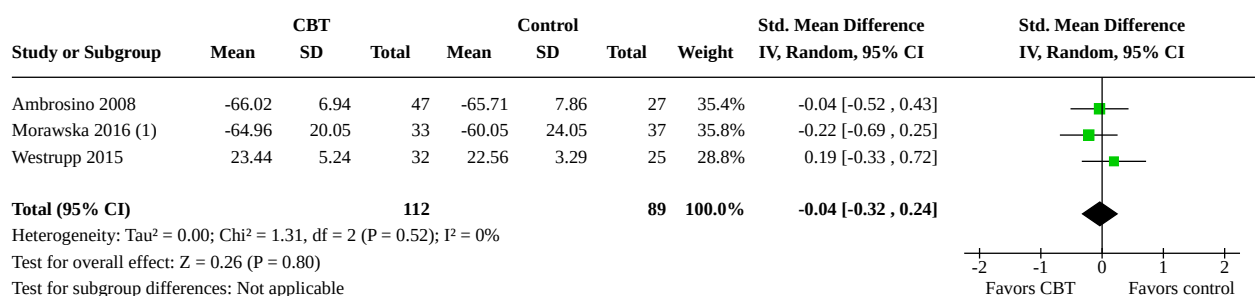 CBT Control Std. Mean Difference Std. Mean Difference
Study or Subgroup Mean SD Total Mean SD Total Weight IV, Random, 95% CI IV, Random, 95% CI
Ambrosino 2008 -66.02 6.94 47 -65.71 7.86 27 35.4% -0.04 [-0.52 , 0.43]
Morawska 2016 (1) -64.96 20.05 33 -60.05 24.05 37 35.8% -0.22 [-0.69 , 0.25]
Westrupp 2015 23.44 5.24 32 22.56 3.29 25 28.8% 0.19 [-0.33 , 0.72]
Total (95% CI) 112 89 100.0% -0.04 [-0.32 , 0.24]
Heterogeneity: Tau² = 0.00; Chi² = 1.31, df = 2 (P = 0.52); I² = 0%
Test for overall effect: Z = 0.26 (P = 0.80)
-2 -1 0 1 2
Test for subgroup differences: Not applicable Favors CBT Favors control